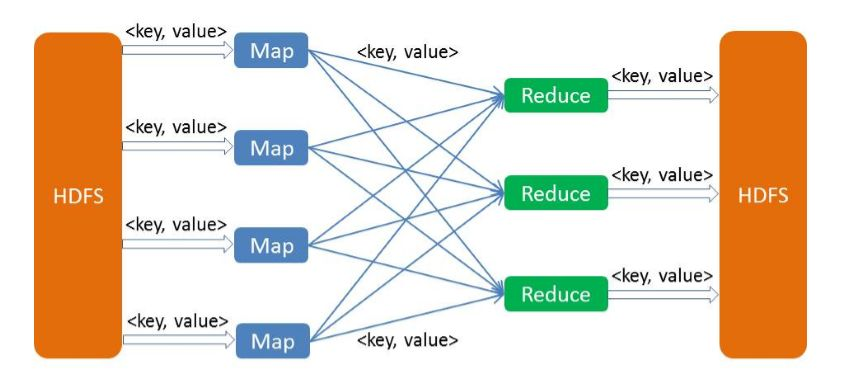 <key, value>
Map
<key, value>
<key, value>
Reduce
<key, value>
Map
<key, value>
Reduce
HDFS
HDFS
<key, value>
Map
<key, value>
Reduce
<key, value>
Map
<key, value>